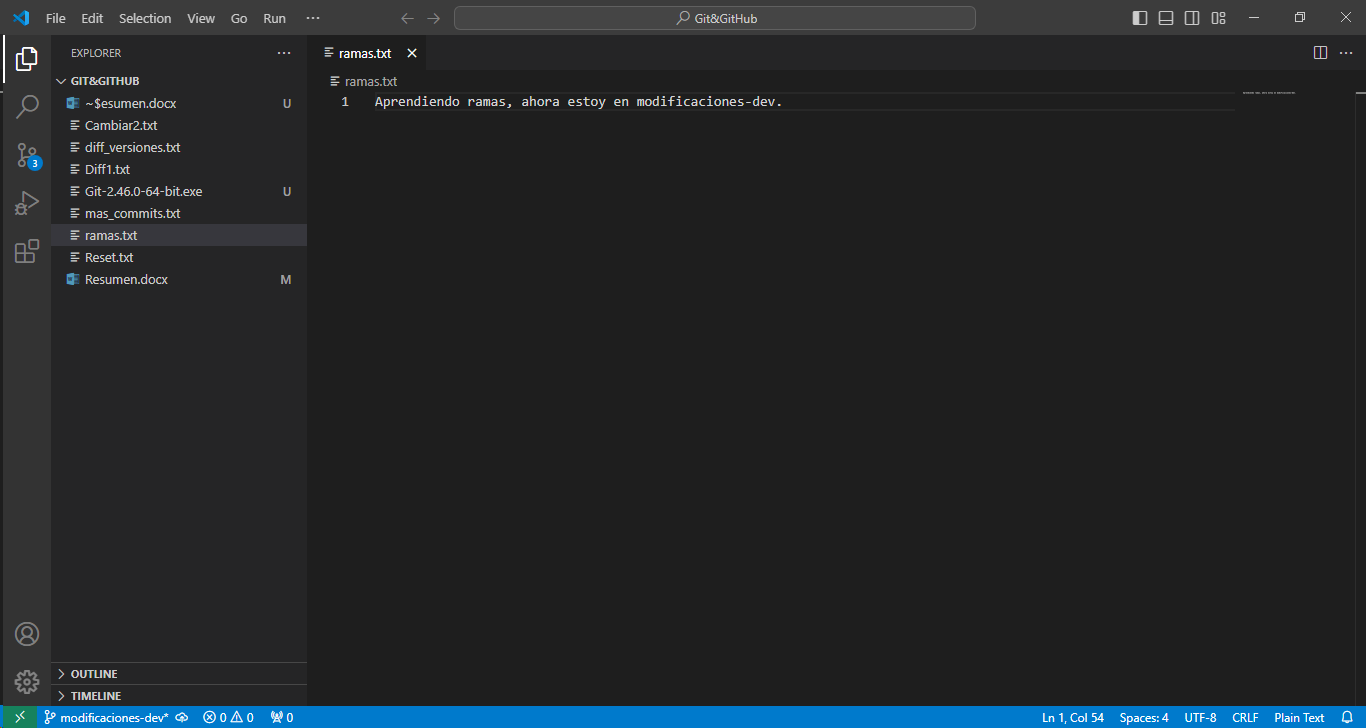 File Edit Selection View Go Run ···
Git&GitHub
EXPLORER ···
GIT&GITHUB
~$esumen.docx U
Cambiar2.txt
diff_versiones.txt
Diff1.txt
Git-2.46.0-64-bit.exe U
mas_commits.txt
ramas.txt
Reset.txt
Resumen.docx M
3
OUTLINE
TIMELINE
ramas.txt
ramas.txt
1 Aprendiendo ramas, ahora estoy en modificaciones-dev.
modificaciones-dev* 0 0 0 Ln 1, Col 54 Spaces: 4 UTF-8 CRLF Plain Text